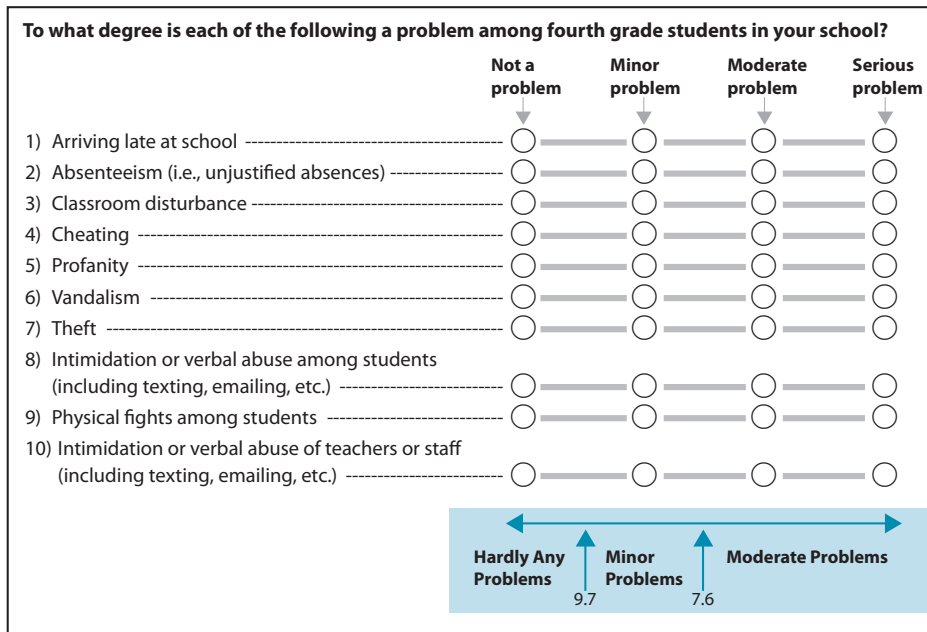 To what degree is each of the following a problem among fourth grade students in your school?
Not a problem
Minor problem
Moderate problem
Serious problem
1) Arriving late at school
2) Absenteeism (i.e., unjustified absences)
3) Classroom disturbance
4) Cheating
5) Profanity
6) Vandalism
7) Theft
8) Intimidation or verbal abuse among students
(including texting, emailing, etc.)
9) Physical fights among students
10) Intimidation or verbal abuse of teachers or staff
(including texting, emailing, etc.)
Hardly Any Problems
Minor Problems
Moderate Problems
9.7
7.6